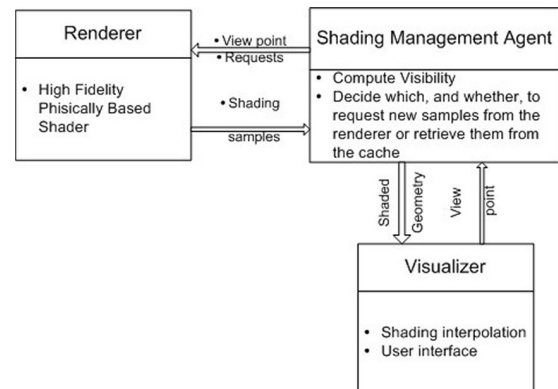 Renderer
• High Fidelity
Phisically Based
Shader
• View point
• Requests
• Shading
samples
Shading Management Agent
• Compute Visibility
• Decide which, and whether, to
request new samples from the
renderer or retrieve them from
the cache
Shaded
Geometry
View
point
Visualizer
• Shading interpolation
• User interface